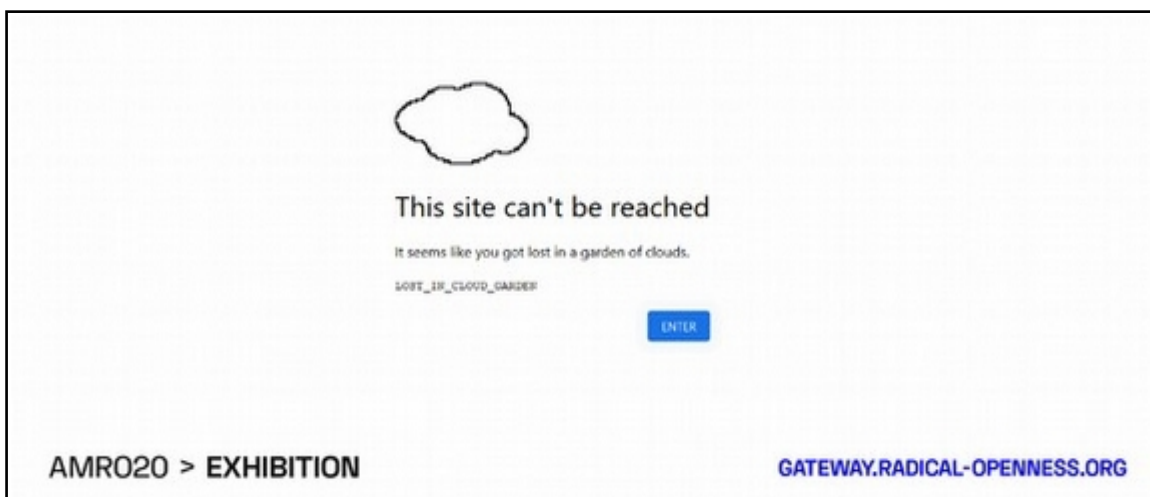 This site can't be reached
It seems like you got lost in a garden of clouds.
LOST_IN_CLOUD_GARDEN
ENTER
AMRO20 > EXHIBITION
GATEWAY.RADICAL-OPENNESS.ORG